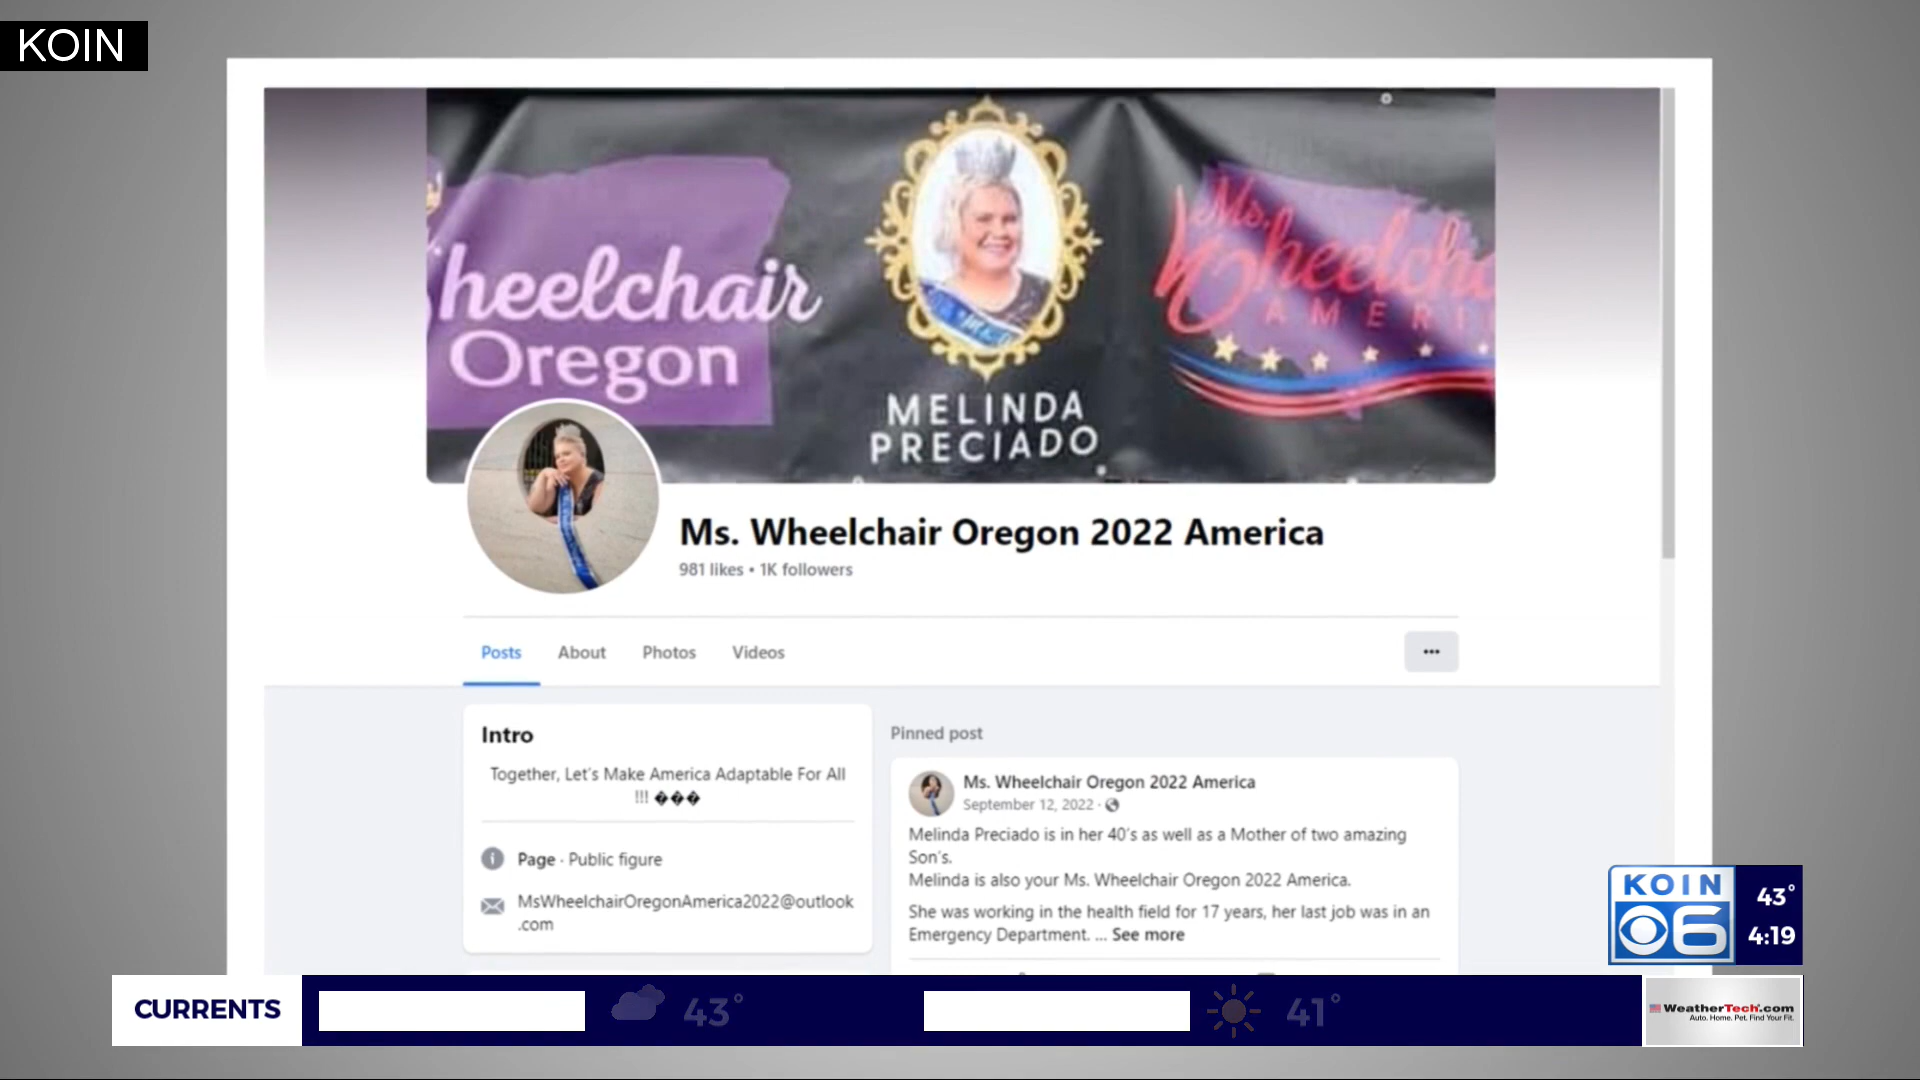 KOIN
heelchair
Oregon
MELINDA
PRECIADO
Ms.
Wheelcha
AMERI
Ms. Wheelchair Oregon 2022 America
981 likes • 1K followers
Posts
About
Photos
Videos
Intro
Together, Let's Make America Adaptable For All
!!! ���
Page · Public figure
MsWheelchairOregonAmerica2022@outlook
.com
Pinned post
Ms. Wheelchair Oregon 2022 America
September 12, 2022 ·
Melinda Preciado is in her 40's as well as a Mother of two amazing
Son's.
Melinda is also your Ms. Wheelchair Oregon 2022 America.
She was working in the health field for 17 years, her last job was in an
Emergency Department. ... See more
KOIN
6
43°
4:19
CURRENTS
43°
41°
WeatherTech.com
Auto. Home. Pet. Find Your Fit.